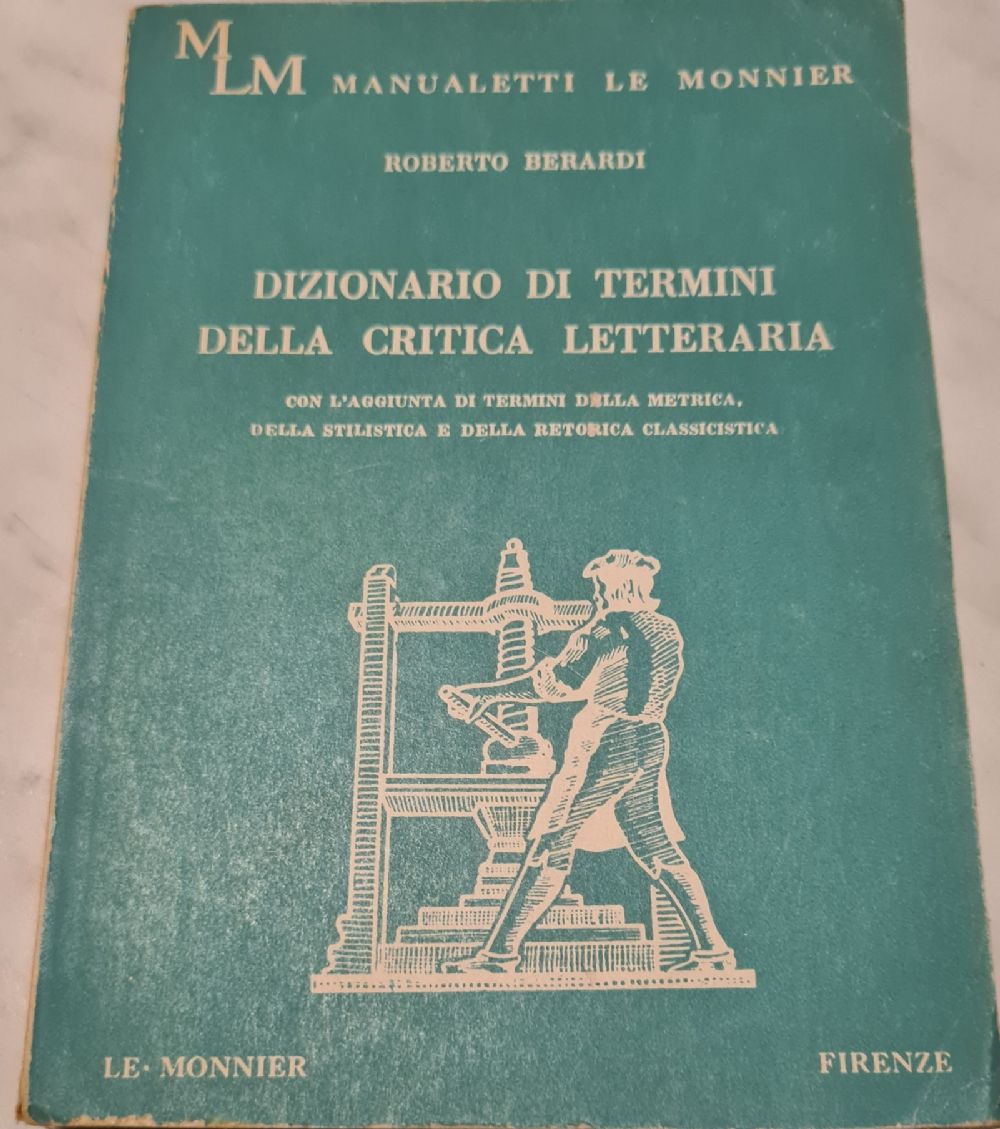 M
LM MANUALETTI LE MONNIER
ROBERTO BERARDI
DIZIONARIO DI TERMINI
DELLA CRITICA LETTERARIA
CON L'AGGIUNTA DI TERMINI DELLA METRICA,
DELLA STILISTICA E DELLA RETORICA CLASSICISTICA
LE MONNIER FIRENZE